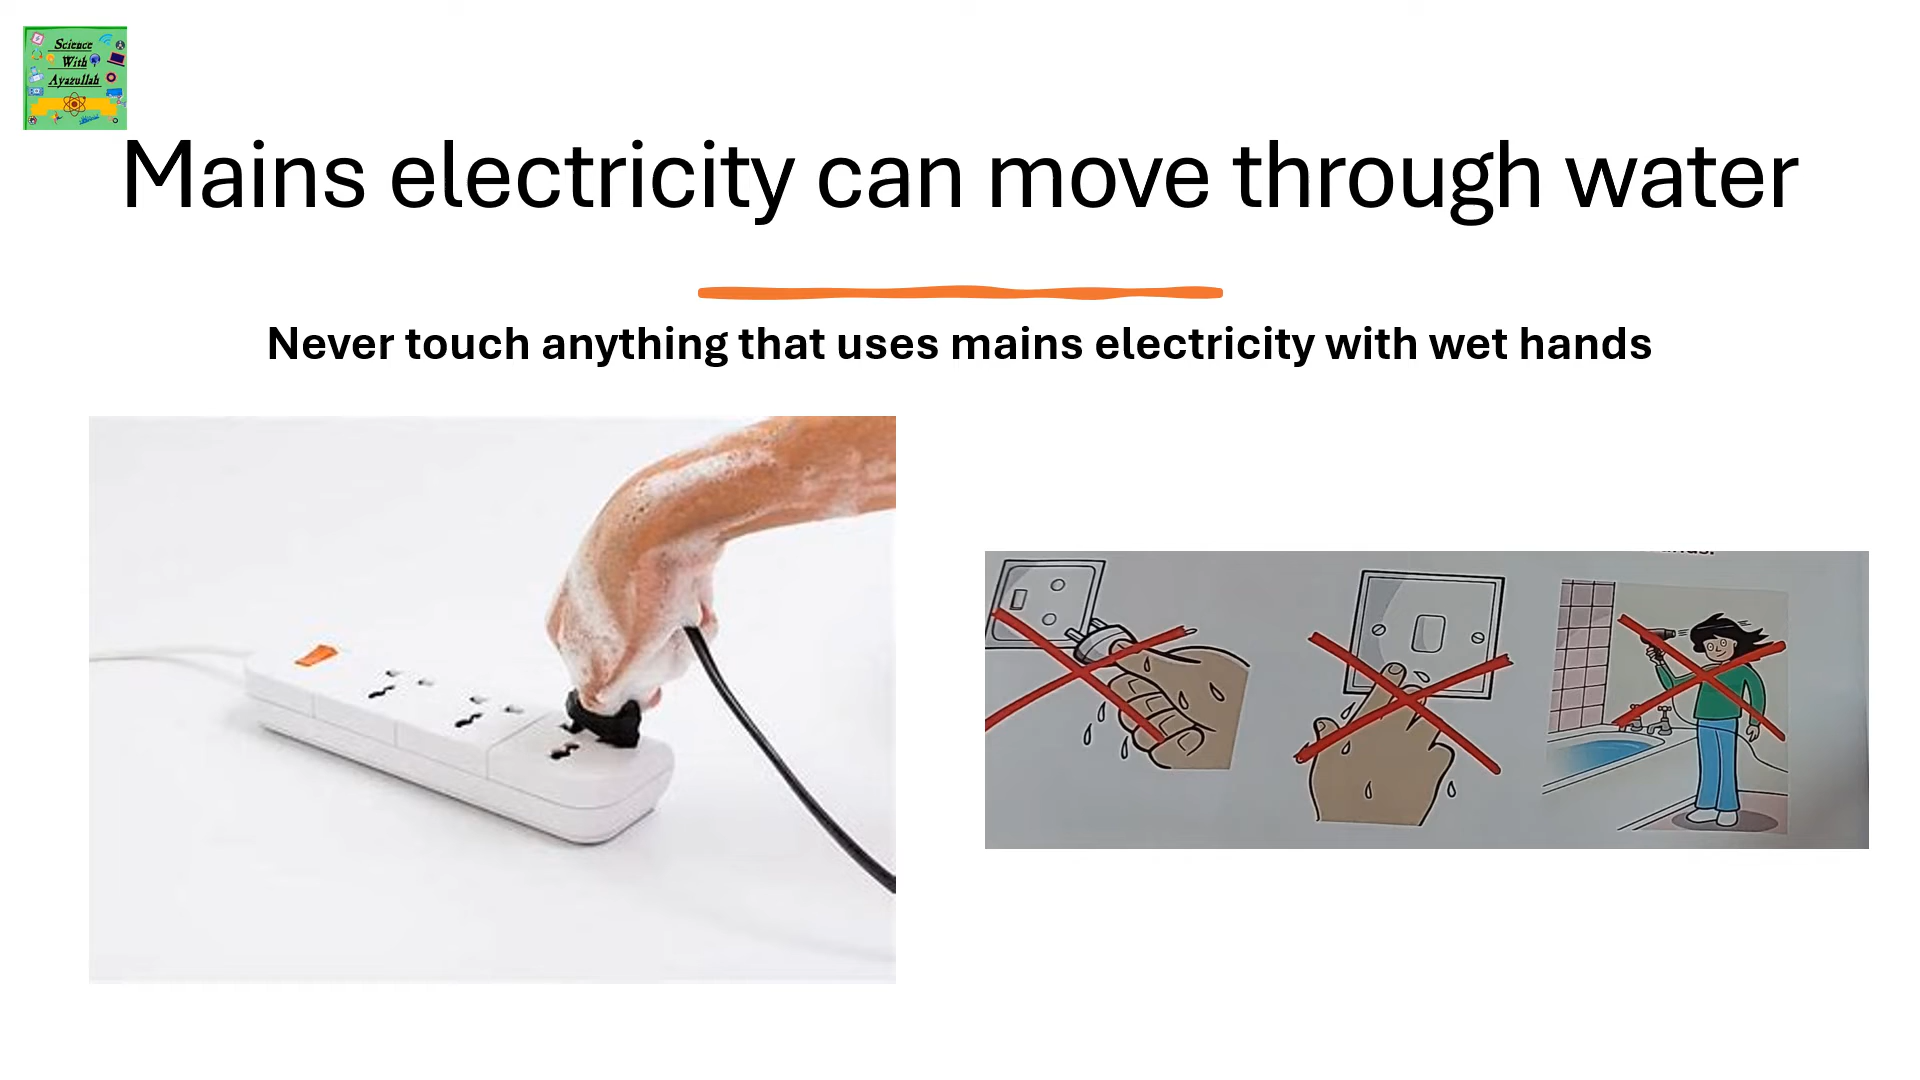 Science
With
Ayazullah
Mains electricity can move through water
Never touch anything that uses mains electricity with wet hands